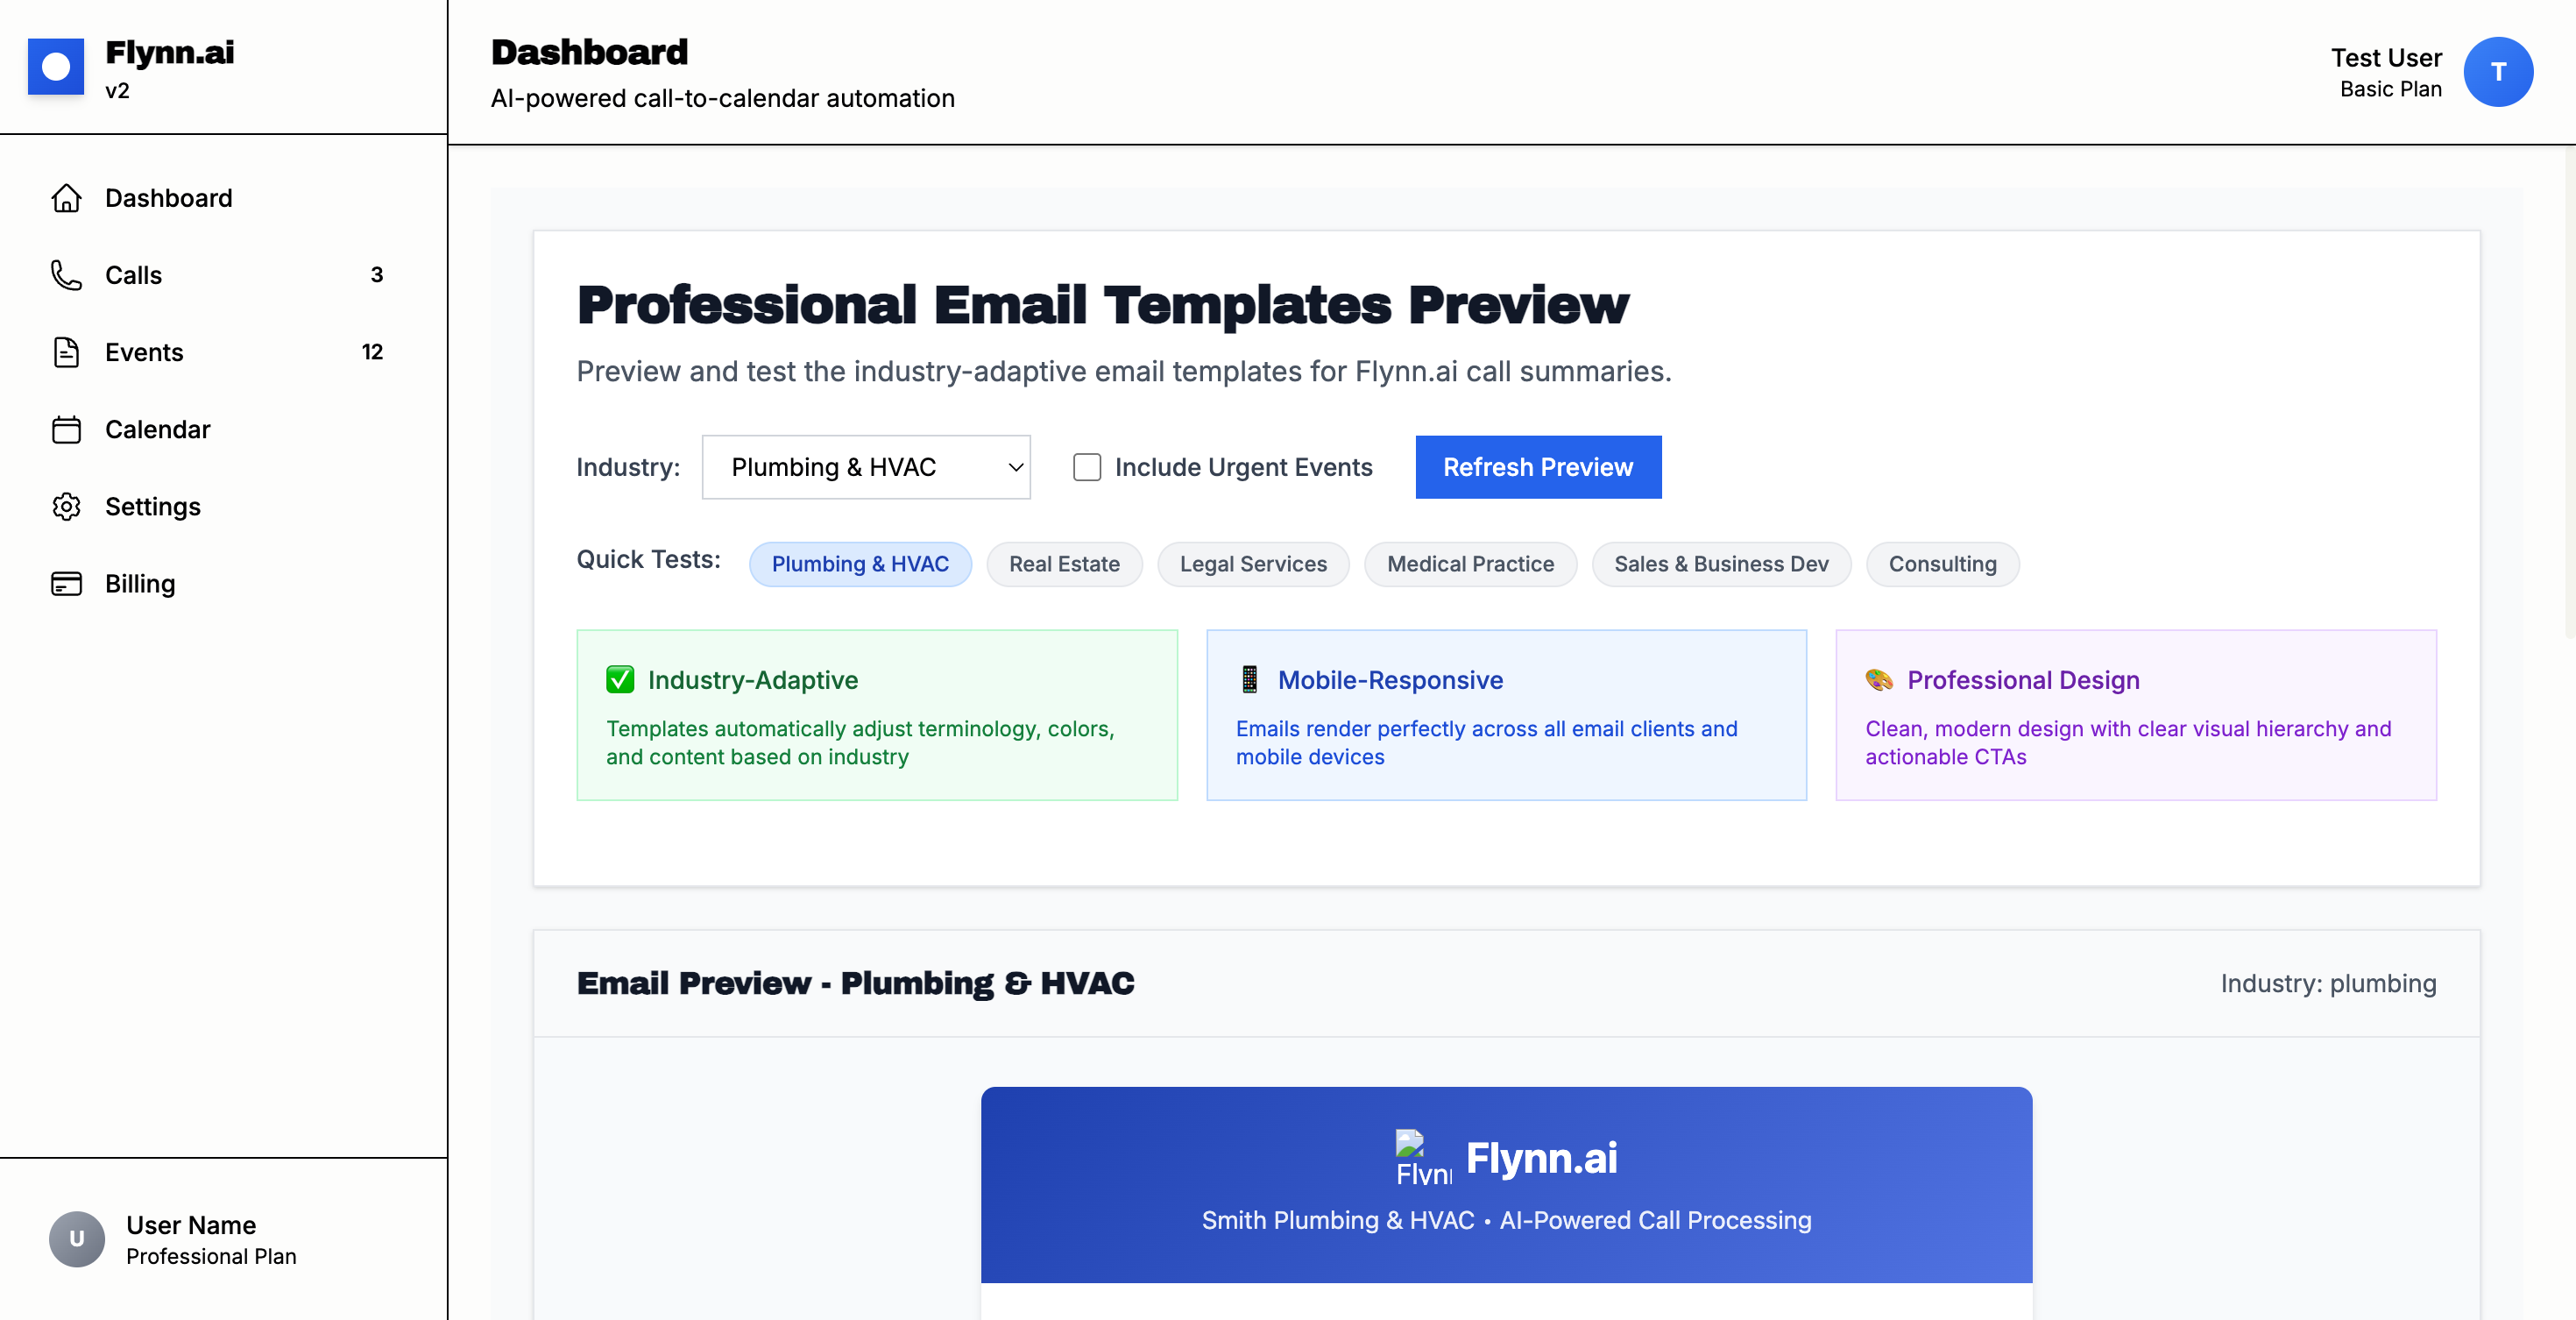 Flynn.ai
v2
Dashboard
Calls 3
Events 12
Calendar
Settings
Billing
U
User Name
Professional Plan
Dashboard
AI-powered call-to-calendar automation
Test User
Basic Plan
T
Professional Email Templates Preview
Preview and test the industry-adaptive email templates for Flynn.ai call summaries.
Industry: Plumbing & HVAC Include Urgent Events Refresh Preview
Quick Tests: Plumbing & HVAC Real Estate Legal Services Medical Practice Sales & Business Dev Consulting
Industry-Adaptive
Templates automatically adjust terminology, colors,
and content based on industry
Mobile-Responsive
Emails render perfectly across all email clients and
mobile devices
Professional Design
Clean, modern design with clear visual hierarchy and
actionable CTAs
Email Preview - Plumbing & HVAC
Industry: plumbing
Flynn.ai
Smith Plumbing & HVAC • AI-Powered Call Processing